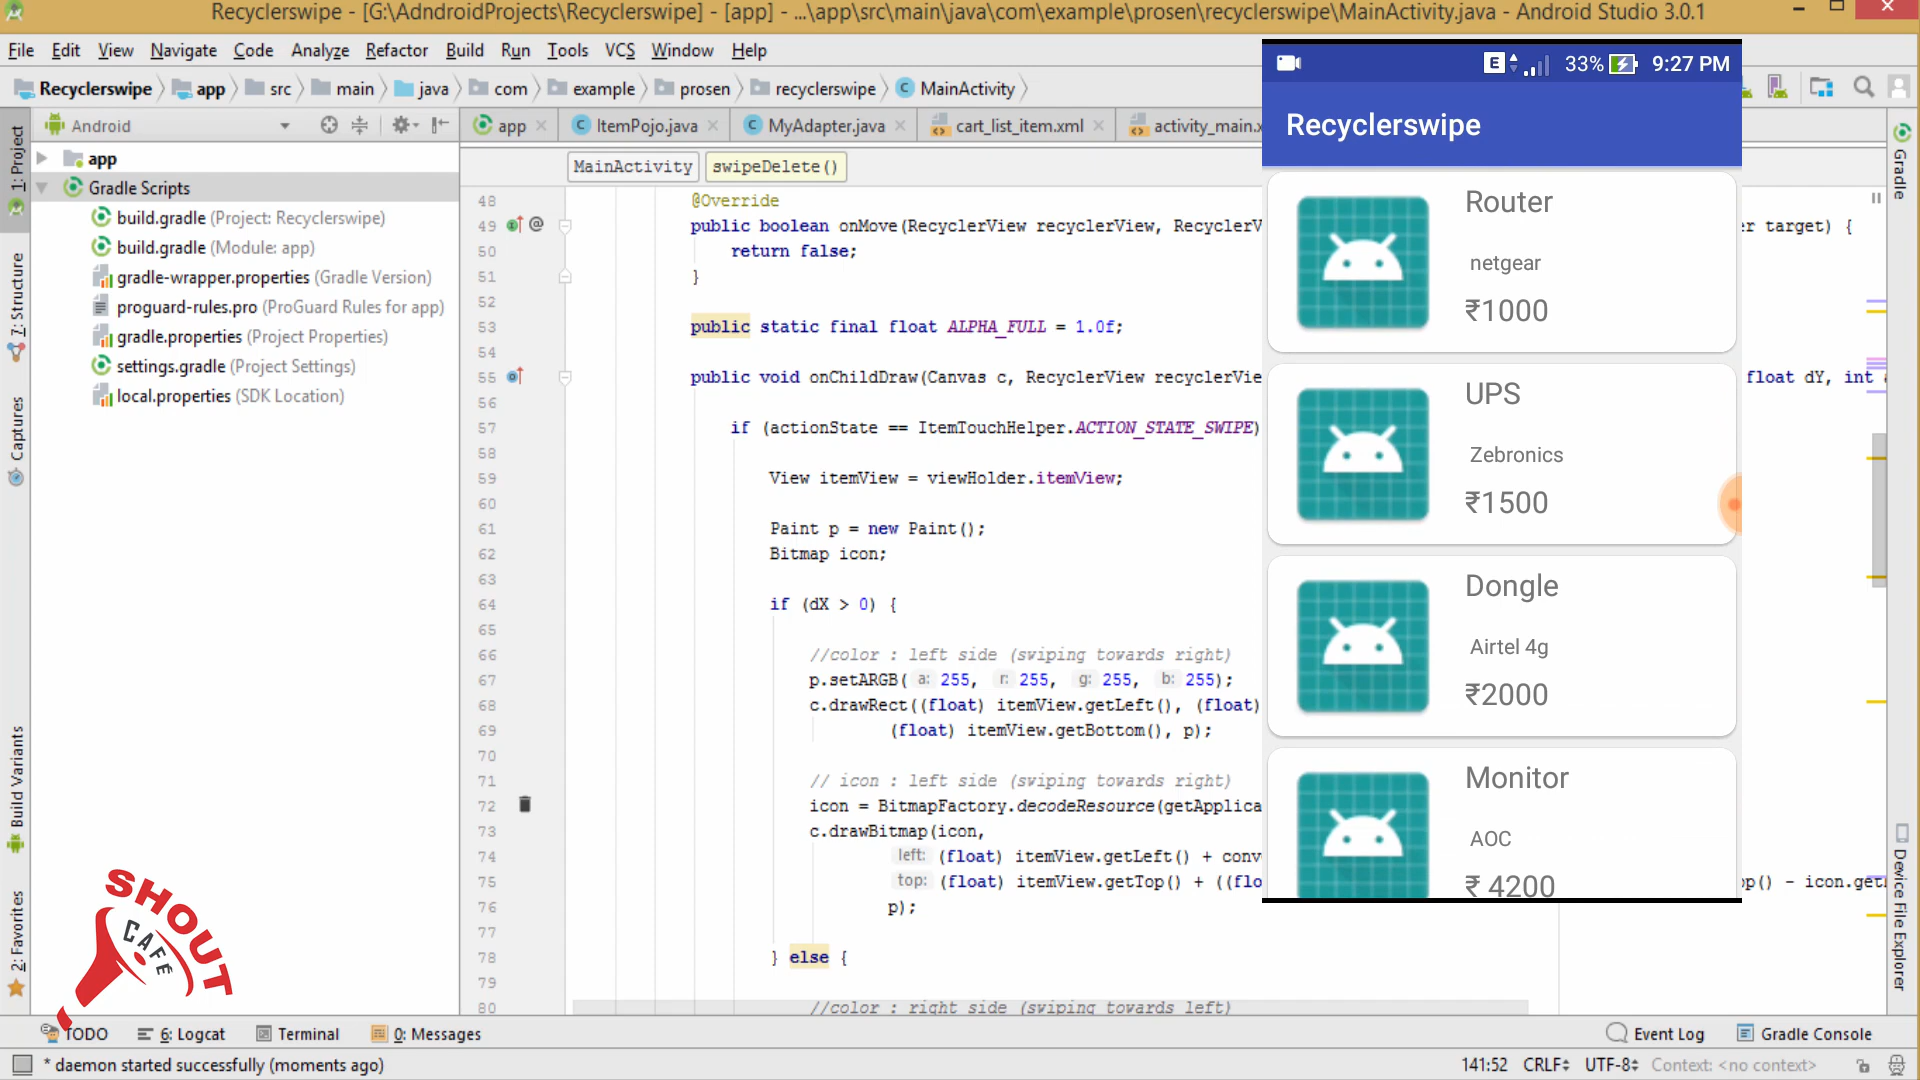 Recyclerswipe - [G:\AdndroidProjects\Recyclerswipe] - [app] - ...\app\src\main\java\com\example\prosen\recyclerswipe\MainActivity.java - Android Studio 3.0.1
File Edit View Navigate Code Analyze Refactor Build Run Tools VCS Window Help
Recyclerswipe app src main java com example prosen recyclerswipe MainActivity
Android
app ItemPojo.java MyAdapter.java cart_list_item.xml activity_main.x
1: Project
7: Structure
Captures
Build Variants
2: Favorites
app
Gradle Scripts
build.gradle (Project: Recyclerswipe)
build.gradle (Module: app)
gradle-wrapper.properties (Gradle Version)
proguard-rules.pro (ProGuard Rules for app)
gradle.properties (Project Properties)
settings.gradle (Project Settings)
local.properties (SDK Location)
SHOUT
CAFÉ
MainActivity swipeDelete()
48 @Override
49 public boolean onMove(RecyclerView recyclerView, RecyclerV er target) {
50 return false;
51 }
52
53 public static final float ALPHA_FULL = 1.0f;
54
55 public void onChildDraw(Canvas c, RecyclerView recyclerVie float dY, int
56
57 if (actionState == ItemTouchHelper.ACTION_STATE_SWIPE)
58
59 View itemView = viewHolder.itemView;
60
61 Paint p = new Paint();
62 Bitmap icon;
63
64 if (dX > 0) {
65
66 //color : left side (swiping towards right)
67 p.setARGB( a: 255, r: 255, g: 255, b: 255);
68 c.drawRect((float) itemView.getLeft(), (float)
69 (float) itemView.getBottom(), p);
70
71 // icon : left side (swiping towards right)
72 icon = BitmapFactory.decodeResource(getApplica
73 c.drawBitmap(icon,
74 left: (float) itemView.getLeft() + conv
75 top: (float) itemView.getTop() + ((flo op() - icon.get
76 p);
77
78 } else {
79
80 //color : right side (swiping towards left)
E 33% 9:27 PM
Recyclerswipe
Router
netgear
₹1000
UPS
Zebronics
₹1500
Dongle
Airtel 4g
₹2000
Monitor
AOC
₹ 4200
Gradle
Device File Explorer
TODO 6: Logcat Terminal 0: Messages Event Log Gradle Console
* daemon started successfully (moments ago) 141:52 CRLF UTF-8 Context: <no context>